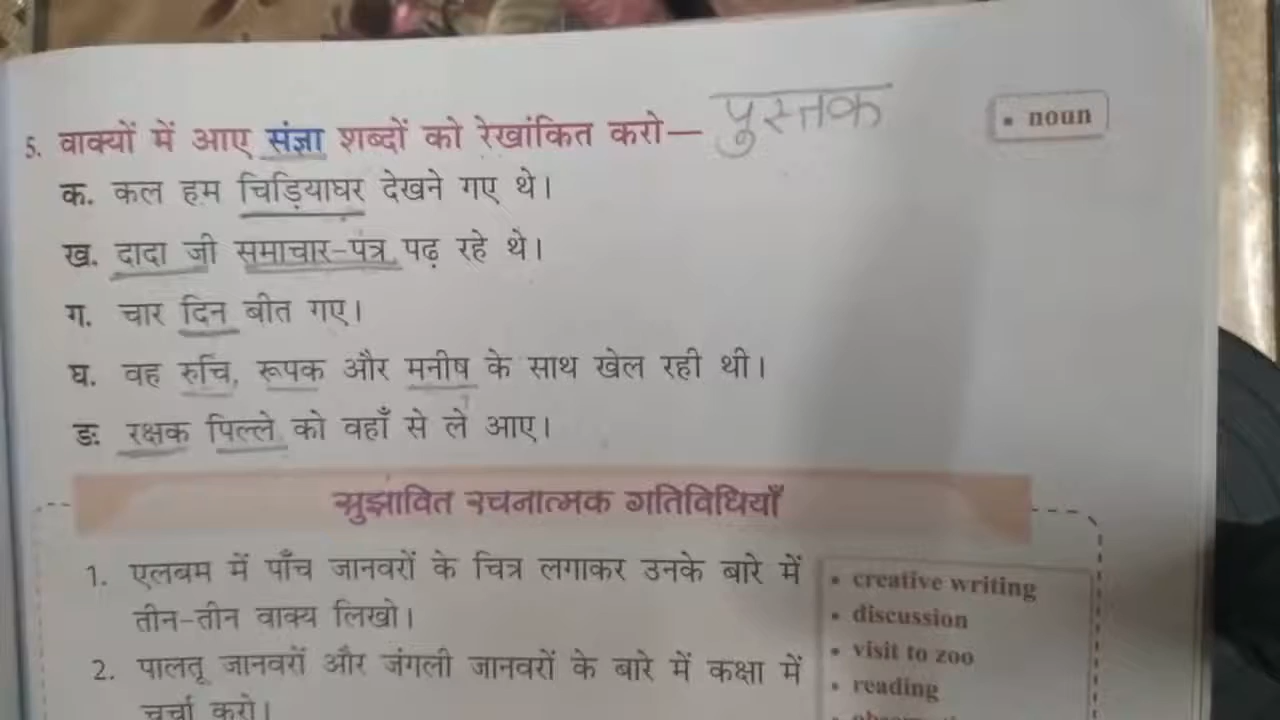 5. वाक्यों में आए संज्ञा शब्दों को रेखांकित करो— पुस्तक
• noun
क. कल हम चिड़ियाघर देखने गए थे।
ख. दादा जी समाचार-पत्र पढ़ रहे थे।
ग. चार दिन बीत गए।
घ. वह रुचि, रूपक और मनीष के साथ खेल रही थी।
ङ. रक्षक पिल्ले को वहाँ से ले आए।
सुझावित रचनात्मक गतिविधियाँ
1. एलबम में पाँच जानवरों के चित्र लगाकर उनके बारे में
तीन-तीन वाक्य लिखो।
2. पालतू जानवरों और जंगली जानवरों के बारे में कक्षा में
चर्चा करो।
• creative writing
• discussion
• visit to zoo
• reading